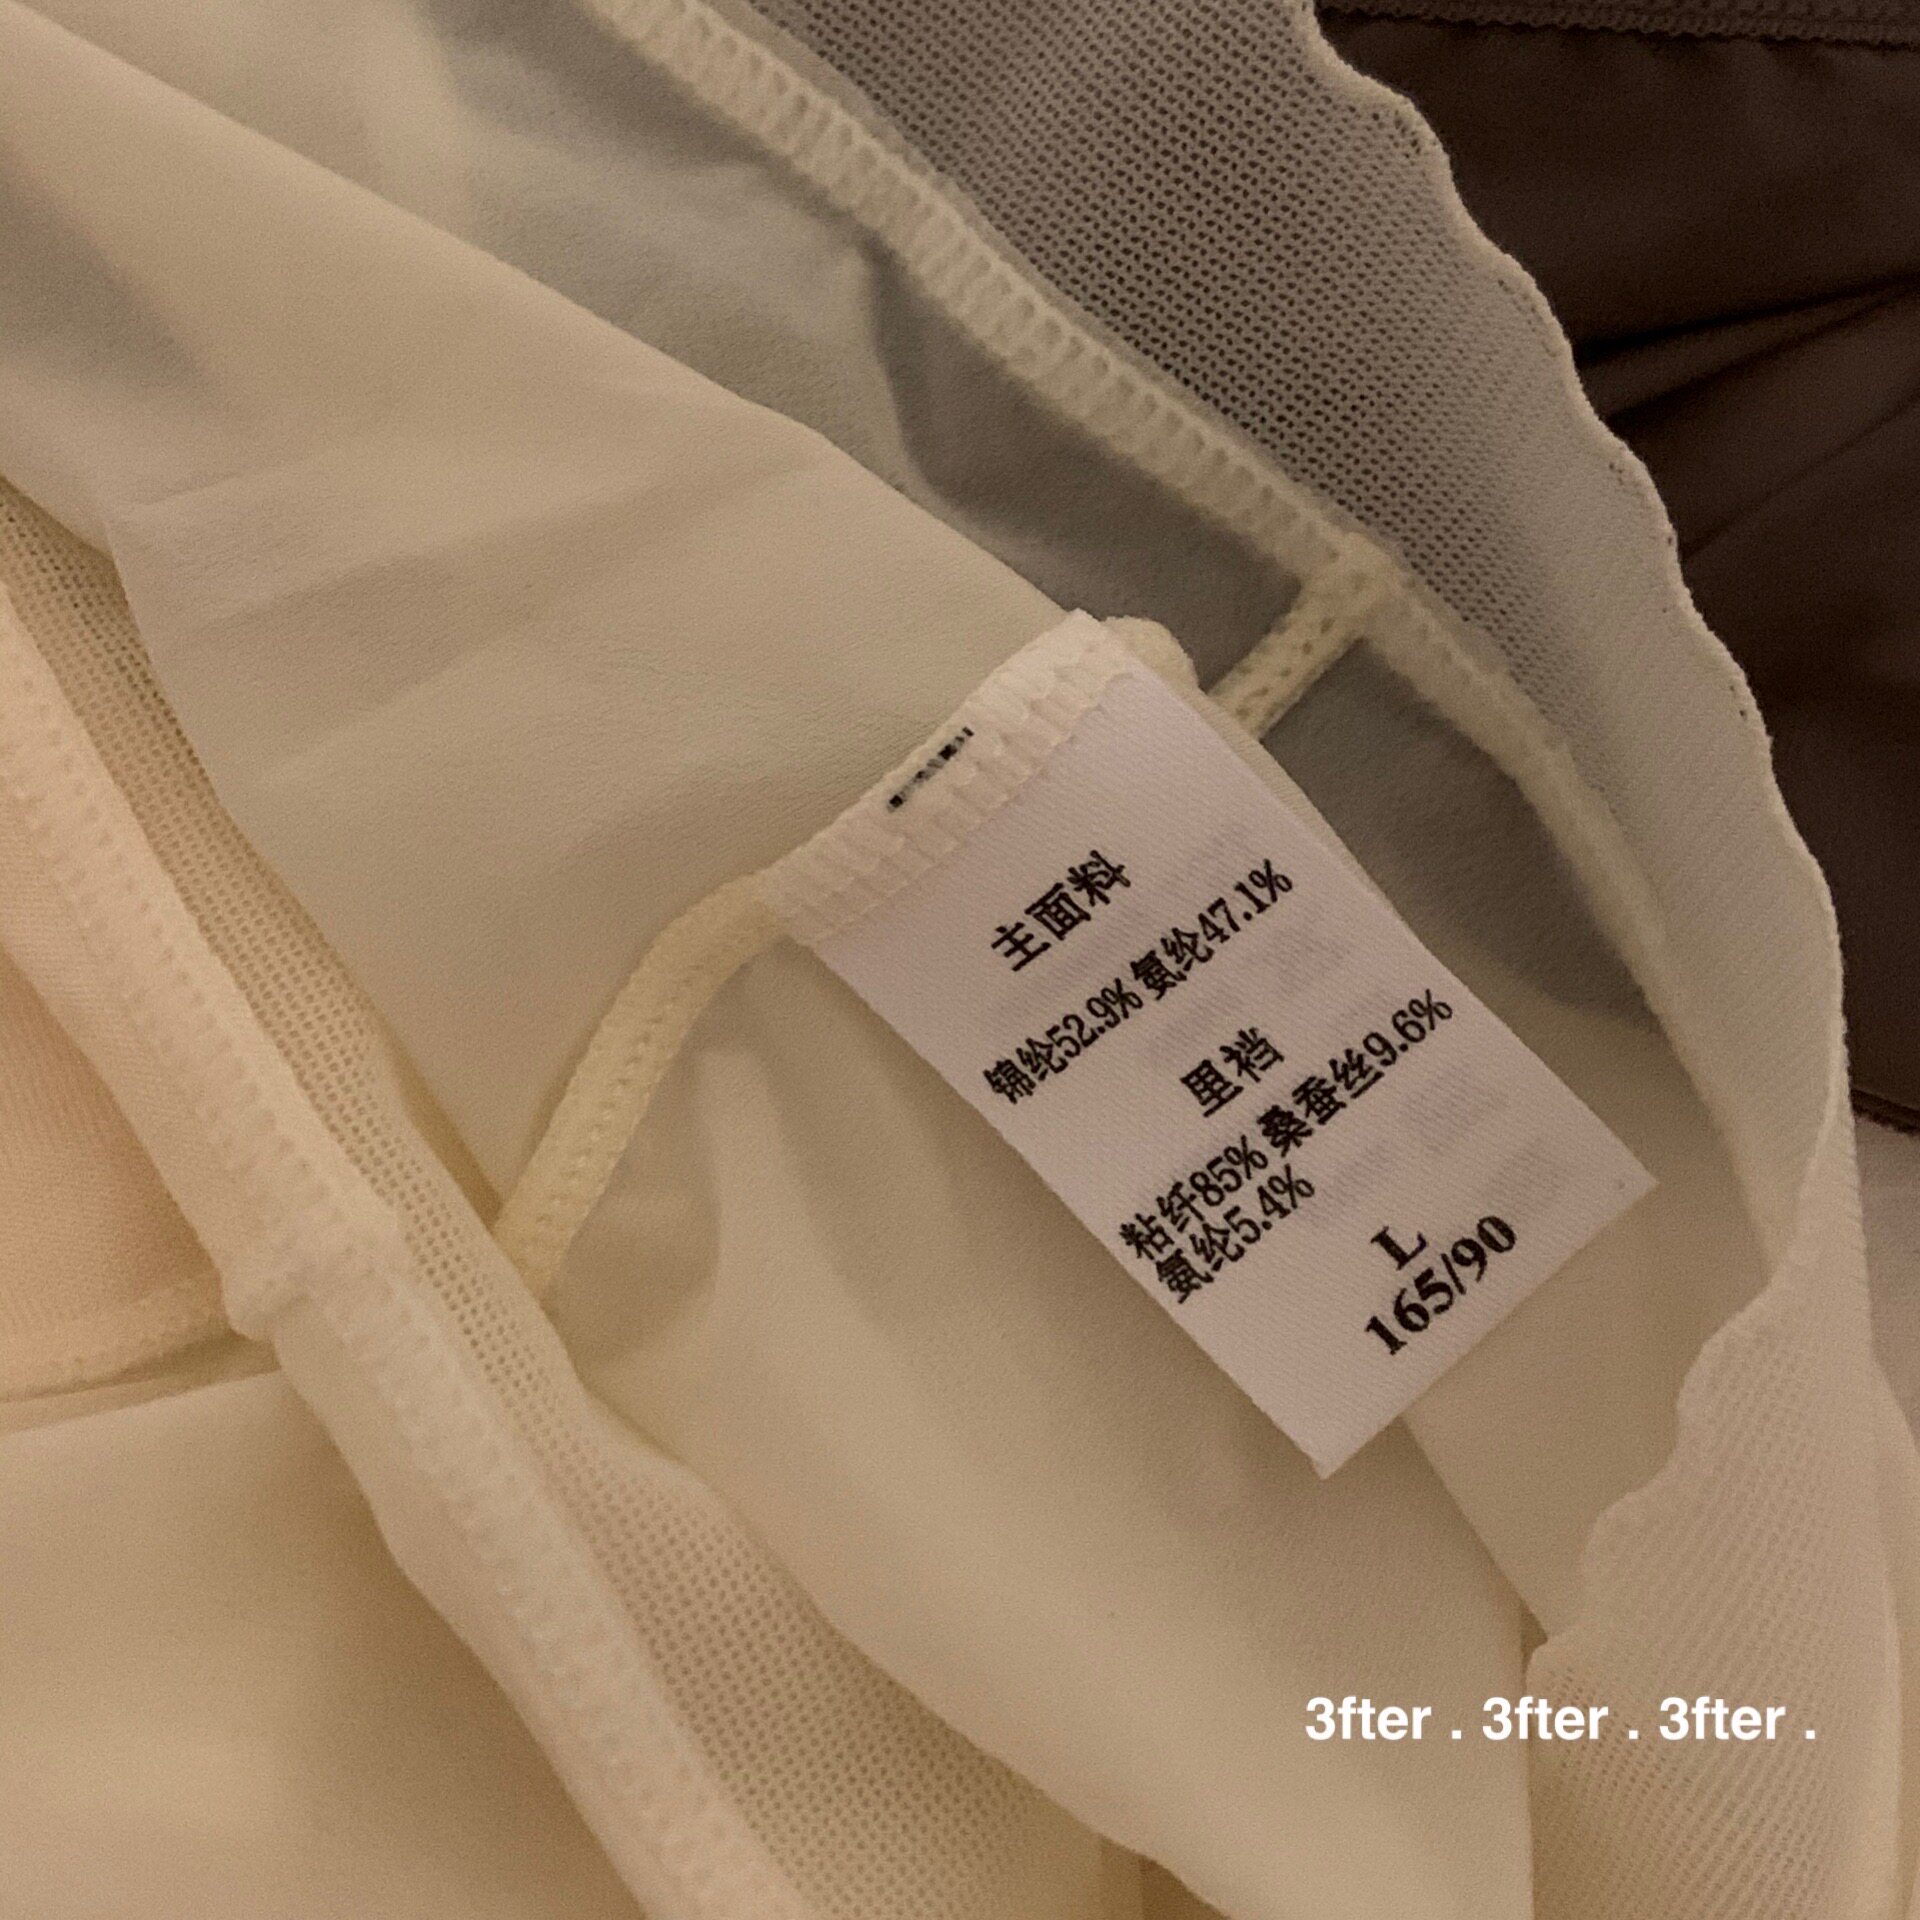 主面料
锦纶52.9% 氨纶47.1%
里裆
粘纤85% 桑蚕丝9.6%
氨纶5.4%
L
165/90
3fter . 3fter . 3fter .